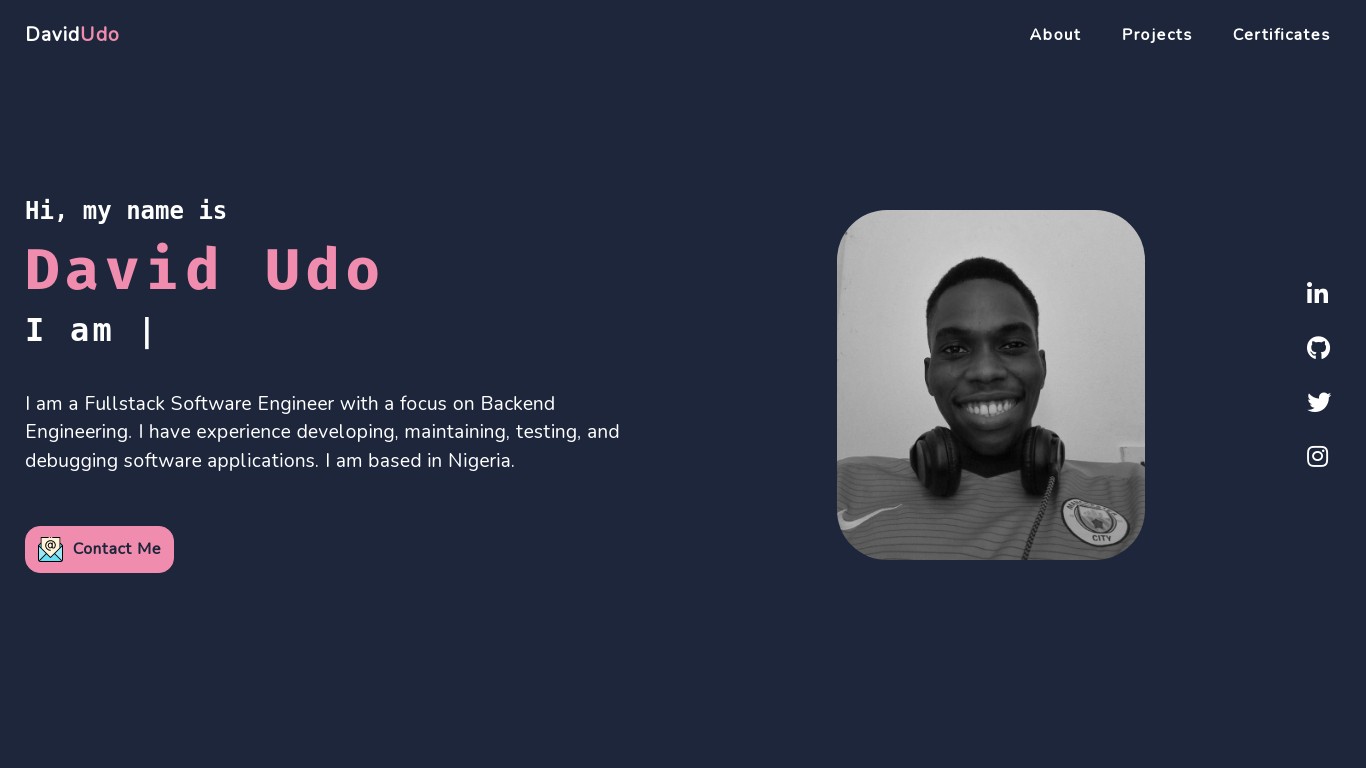 DavidUdo
About
Projects
Certificates
Hi, my name is
David Udo
I am |
I am a Fullstack Software Engineer with a focus on Backend
Engineering. I have experience developing, maintaining, testing, and
debugging software applications. I am based in Nigeria.
@ Contact Me
in
CITY